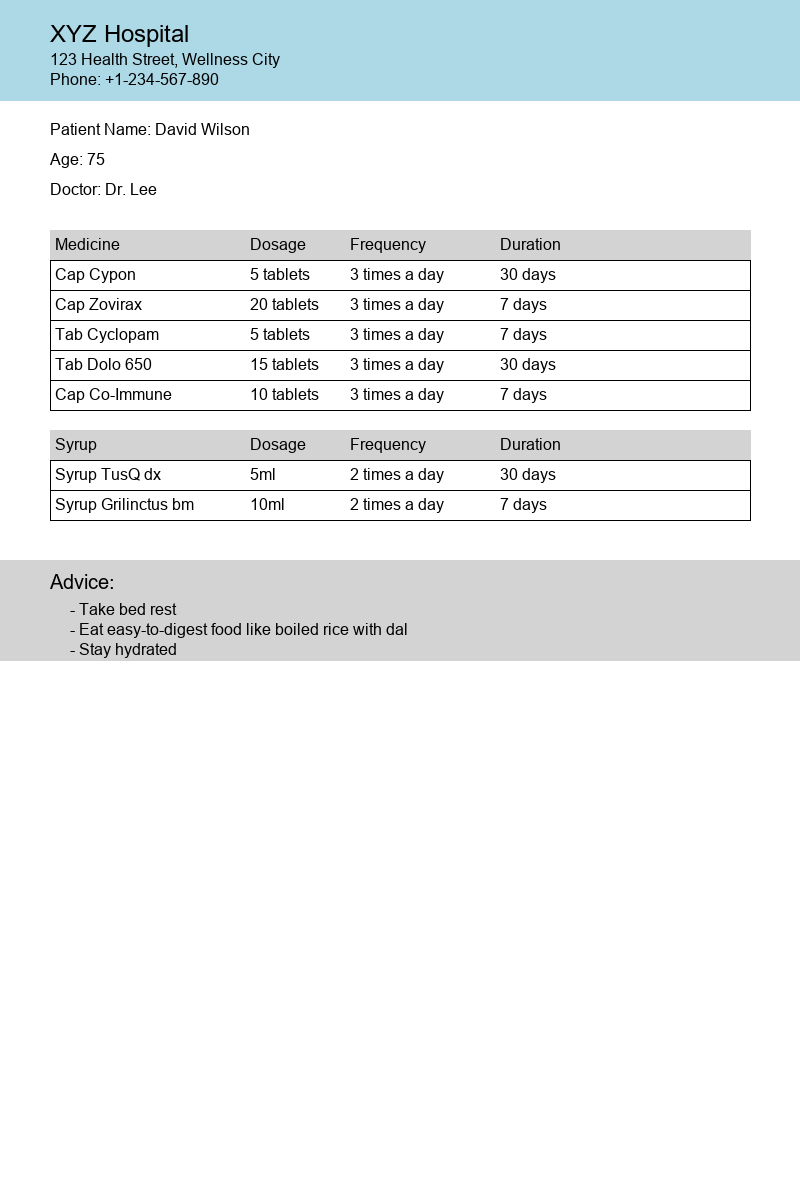 XYZ Hospital
123 Health Street, Wellness City
Phone: +1-234-567-890
Patient Name: David Wilson
Age: 75
Doctor: Dr. Lee
Medicine Dosage Frequency Duration
Cap Cypon 5 tablets 3 times a day 30 days
Cap Zovirax 20 tablets 3 times a day 7 days
Tab Cyclopam 5 tablets 3 times a day 7 days
Tab Dolo 650 15 tablets 3 times a day 30 days
Cap Co-Immune 10 tablets 3 times a day 7 days
Syrup Dosage Frequency Duration
Syrup TusQ dx 5ml 2 times a day 30 days
Syrup Grilinctus bm 10ml 2 times a day 7 days
Advice:
- Take bed rest
- Eat easy-to-digest food like boiled rice with dal
- Stay hydrated